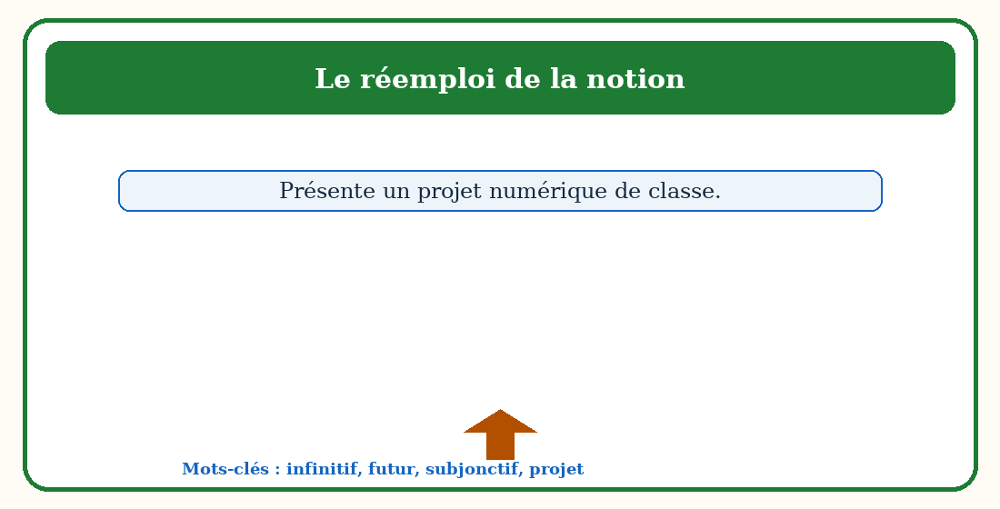 Le réemploi de la notion
Présente un projet numérique de classe.
Mots-clés : infinitif, futur, subjonctif, projet